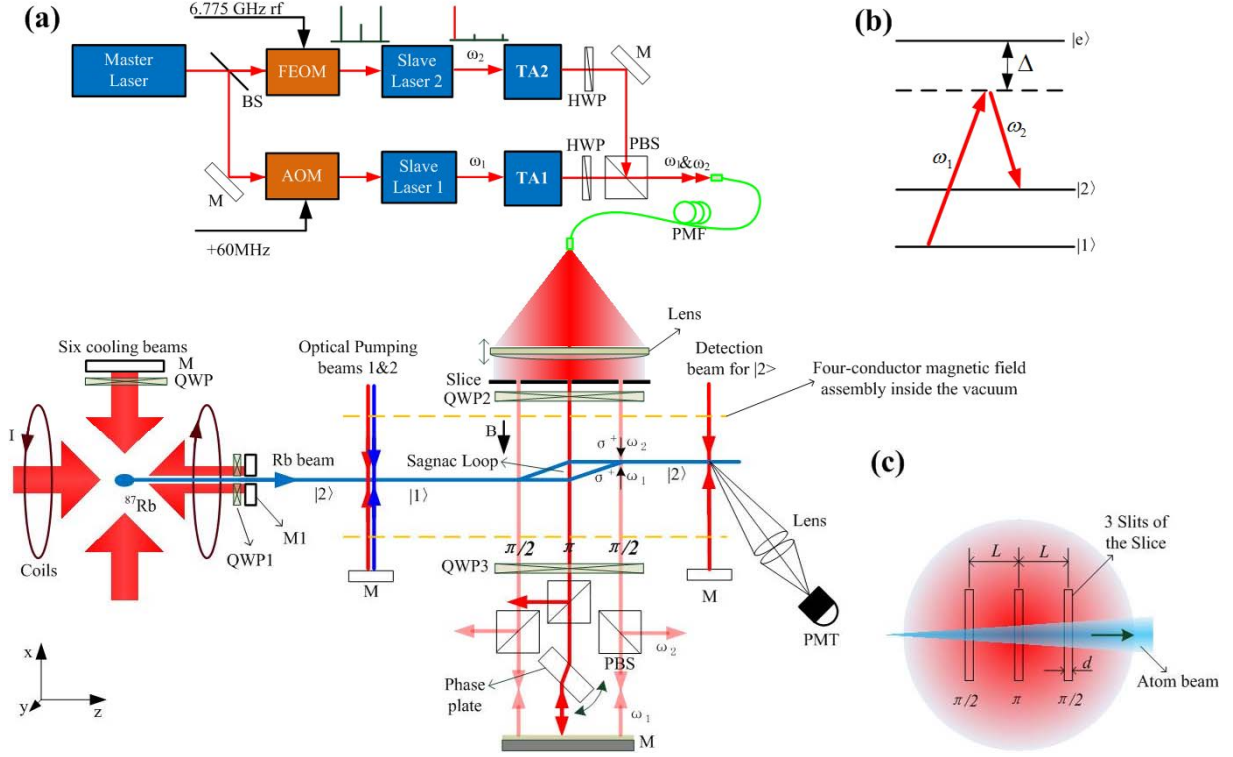 (a)
6.775 GHz rf
Master
Laser
BS
FEOM
Slave
Laser 2
ω₂
TA2
HWP
M
M
AOM
+60MHz
Slave
Laser 1
ω₁
TA1
HWP
PBS
ω₁&ω₂
PMF
(b)
|e⟩
Δ
ω₁
ω₂
|2⟩
|1⟩
Six cooling beams
M
QWP
I
Coils
⁸⁷Rb
QWP1
M1
Rb beam
|2⟩
Optical Pumping
beams 1&2
|1⟩
M
Lens
Slice
QWP2
B
Sagnac Loop
σ⁺ ω₂
σ⁺ ω₁
|2⟩
π/2
π
π/2
QWP3
PBS
ω₂
Phase
plate
ω₁
M
Detection
beam for |2>
Four-conductor magnetic field
assembly inside the vacuum
Lens
M
PMT
x
y
z
(c)
3 Slits of
the Slice
L
L
d
π/2
π
π/2
Atom beam